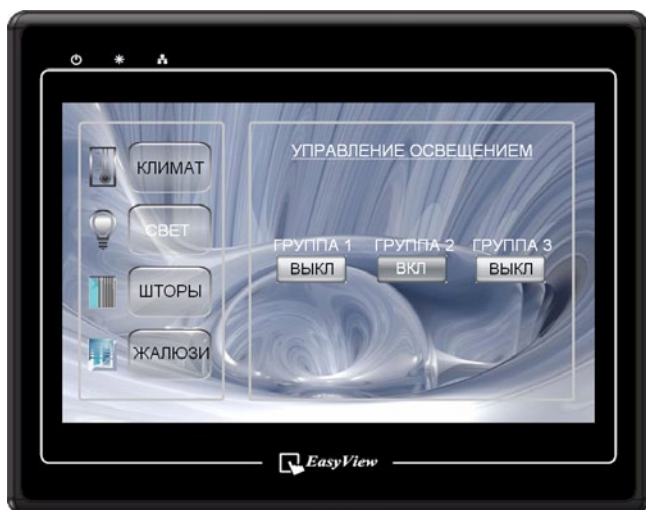 КЛИМАТ
СВЕТ
ШТОРЫ
ЖАЛЮЗИ
УПРАВЛЕНИЕ ОСВЕЩЕНИЕМ
ГРУППА 1 ГРУППА 2 ГРУППА 3
ВЫКЛ ВКЛ ВЫКЛ
EasyView